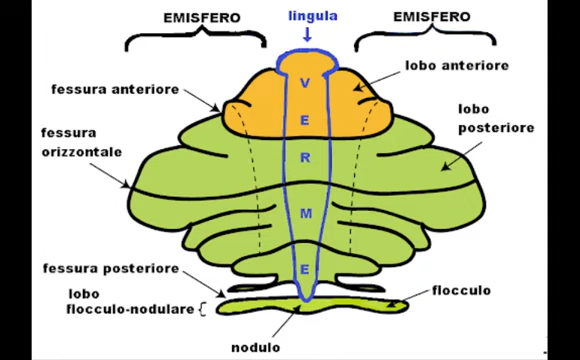 EMISFERO
lingula
EMISFERO
lobo anteriore
fessura anteriore
lobo
posteriore
fessura
orizzontale
V
E
R
M
E
fessura posteriore
lobo
flocculo-nodulare
flocculo
nodulo